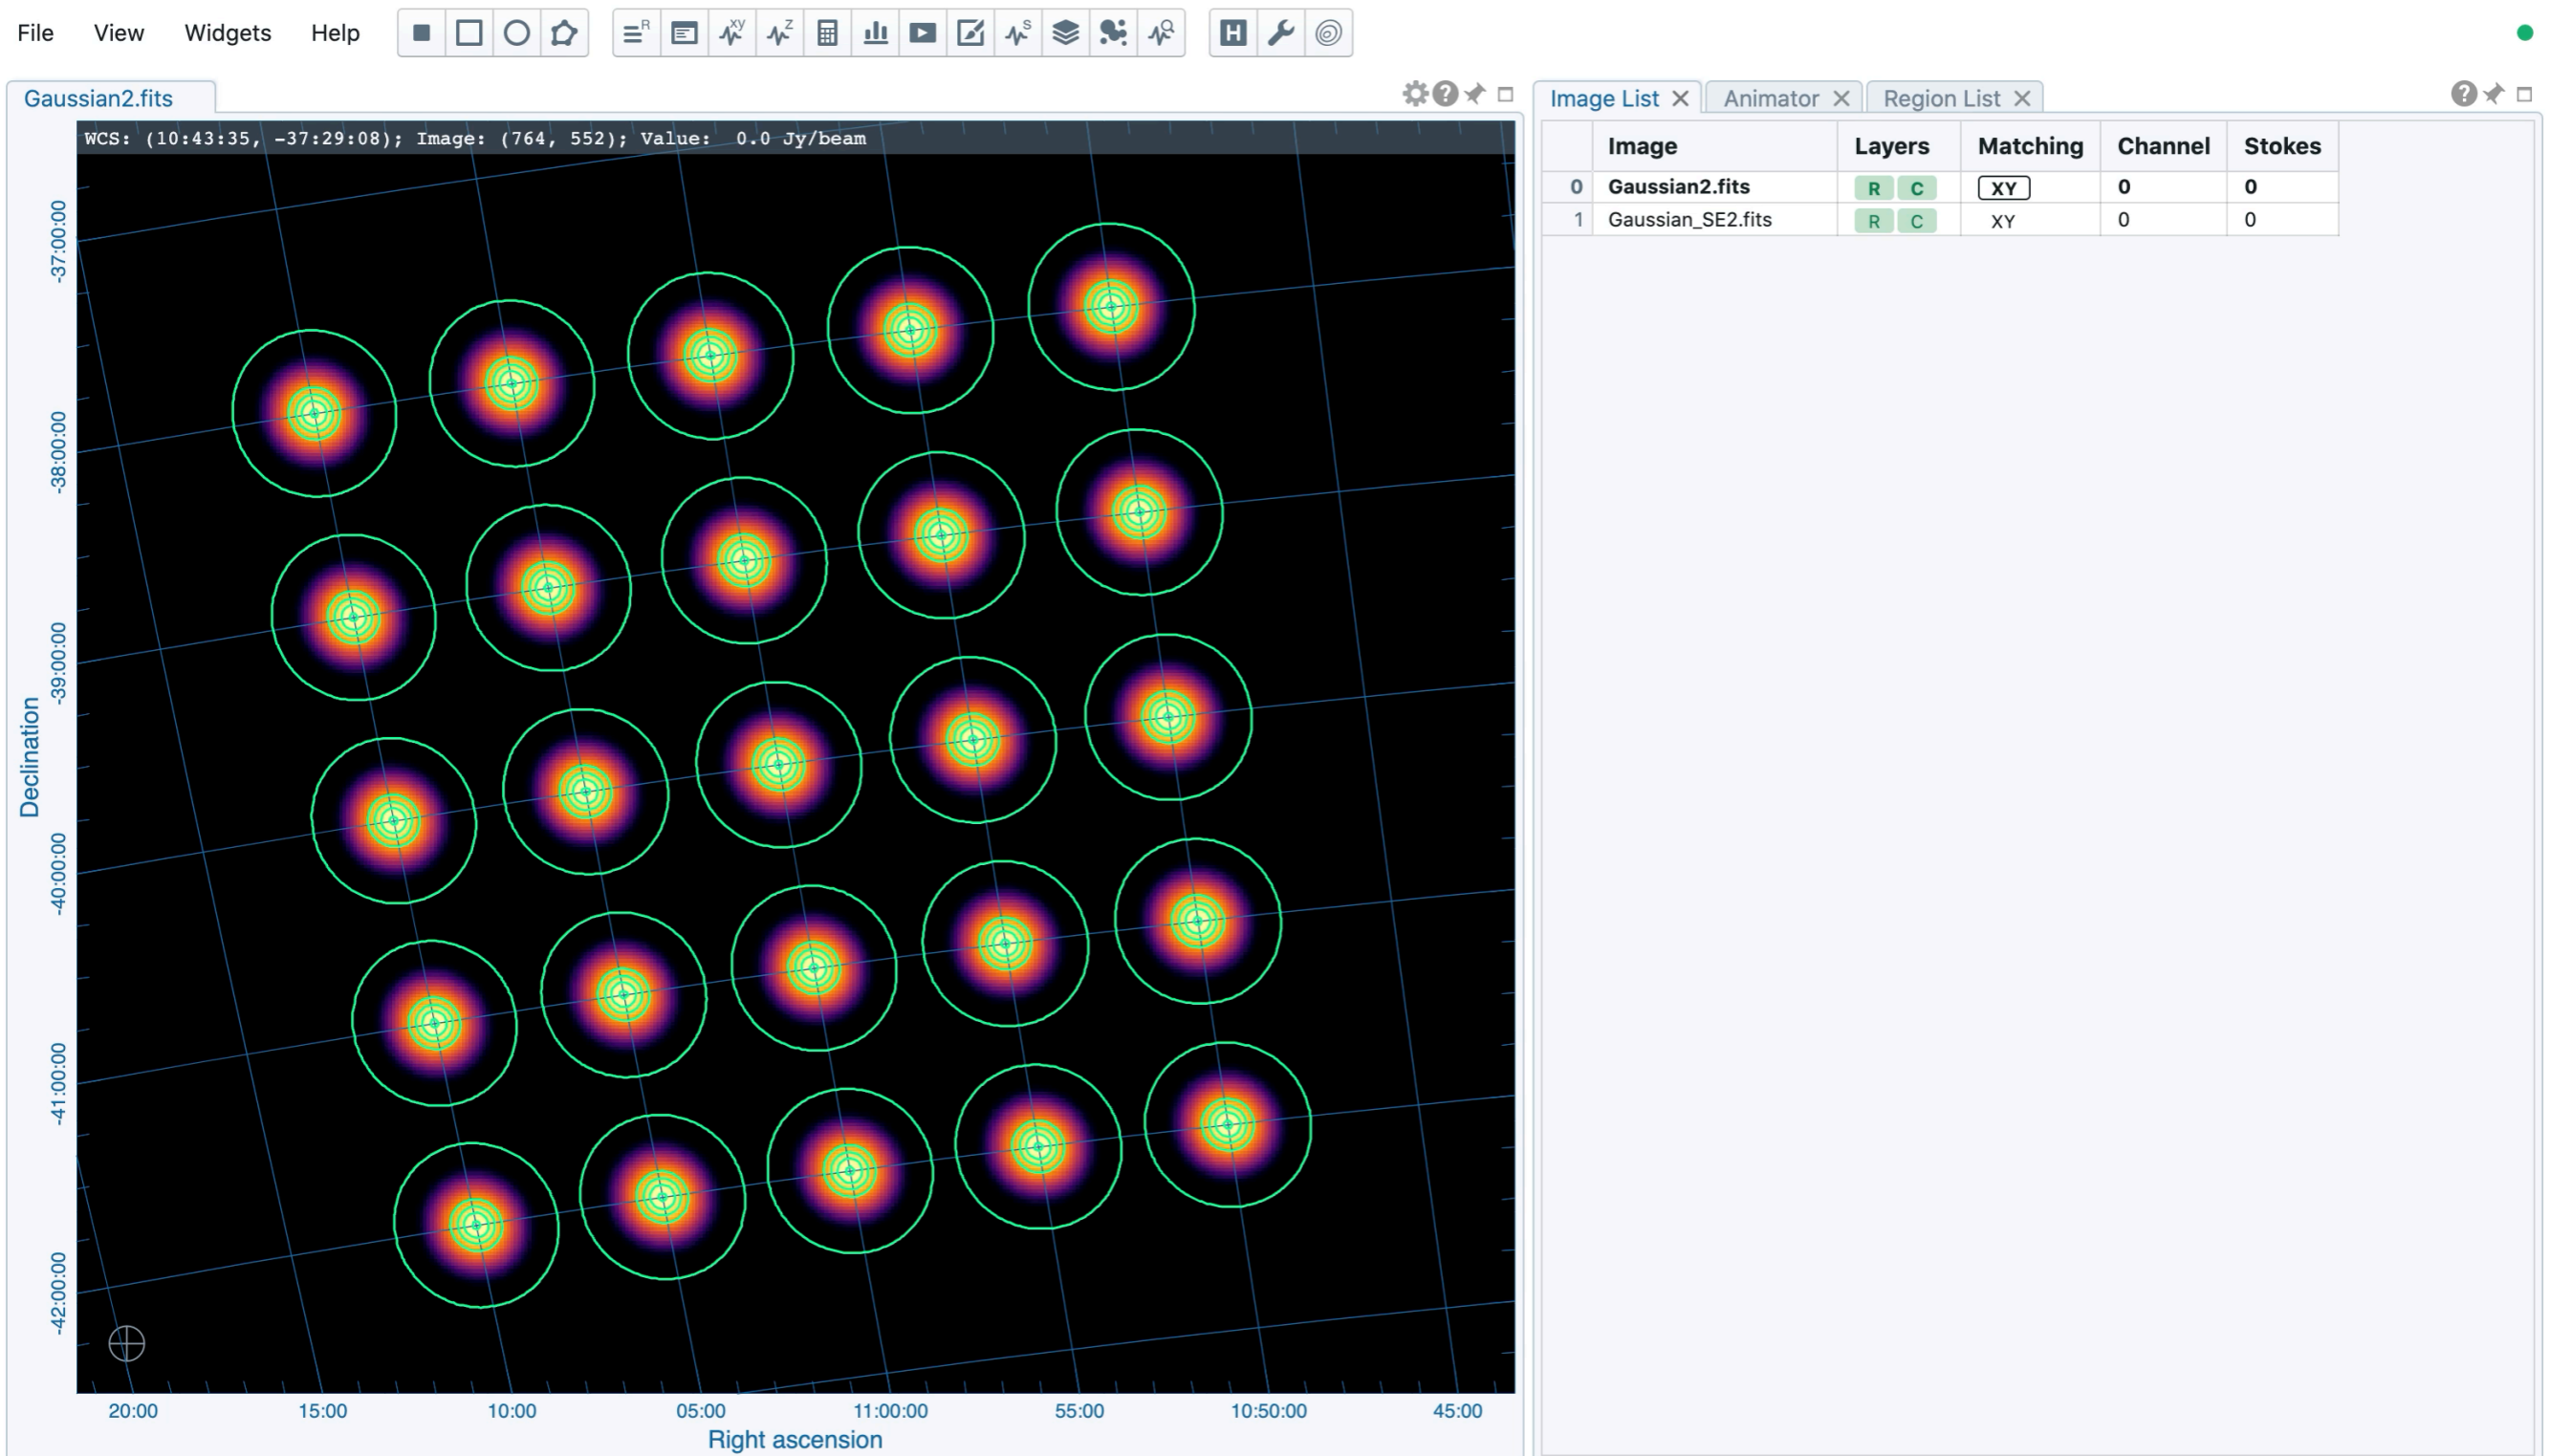 File View Widgets Help
R XY Z S H
Gaussian2.fits
Image List Animator Region List
WCS: (10:43:35, -37:29:08); Image: (764, 552); Value:  0.0 Jy/beam
Image Layers Matching Channel Stokes
0 Gaussian2.fits R C XY 0 0
1 Gaussian_SE2.fits R C XY 0 0
-37:00:00
-38:00:00
-39:00:00
-40:00:00
-41:00:00
-42:00:00
Declination
20:00 15:00 10:00 05:00 11:00:00 55:00 10:50:00 45:00
Right ascension